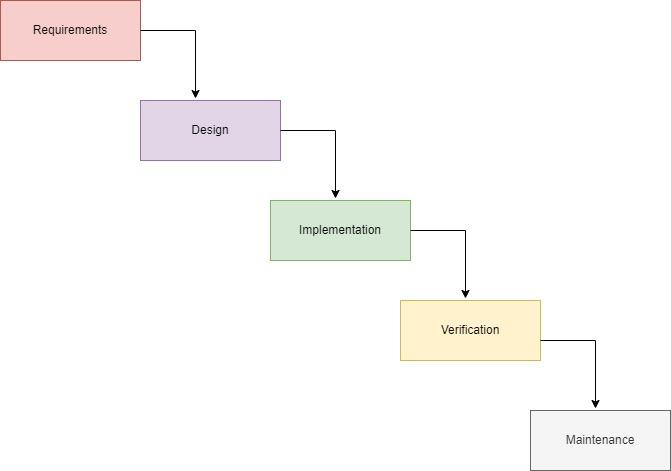 Requirements
Design
Implementation
Verification
Maintenance